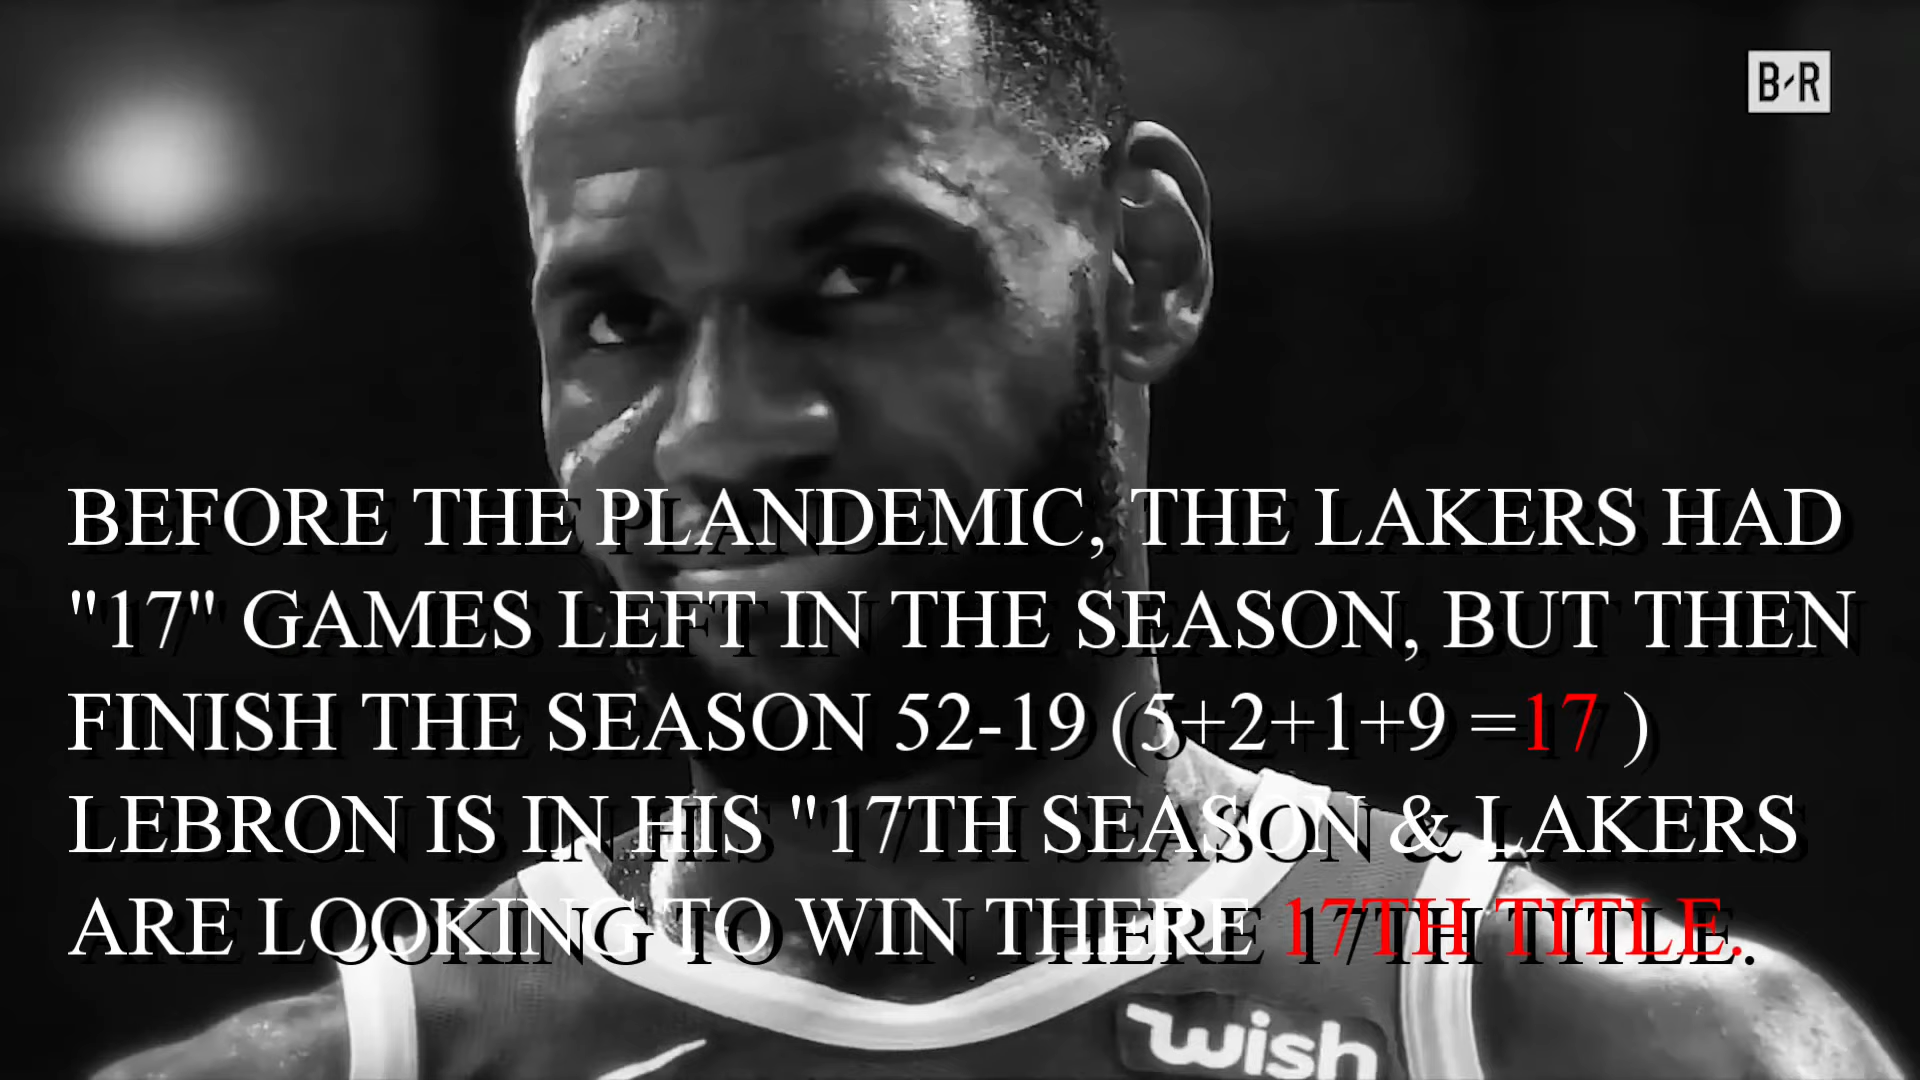 B/R
BEFORE THE PLANDEMIC, THE LAKERS HAD
"17" GAMES LEFT IN THE SEASON, BUT THEN
FINISH THE SEASON 52-19 (5+2+1+9 =17 )
LEBRON IS IN HIS "17TH SEASON & LAKERS
ARE LOOKING TO WIN THERE 17TH TITLE.
wish